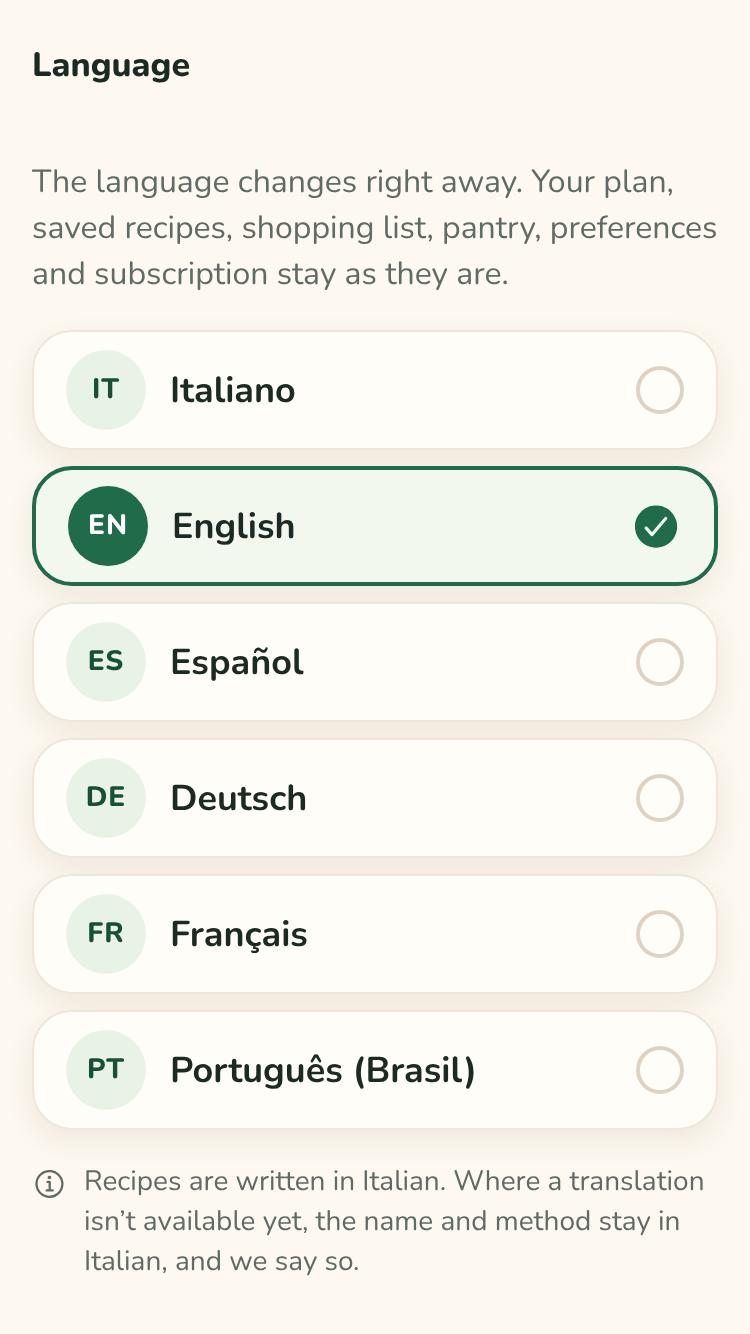 Language
The language changes right away. Your plan,
saved recipes, shopping list, pantry, preferences
and subscription stay as they are.
IT Italiano
EN English
ES Español
DE Deutsch
FR Français
PT Português (Brasil)
Recipes are written in Italian. Where a translation
isn’t available yet, the name and method stay in
Italian, and we say so.